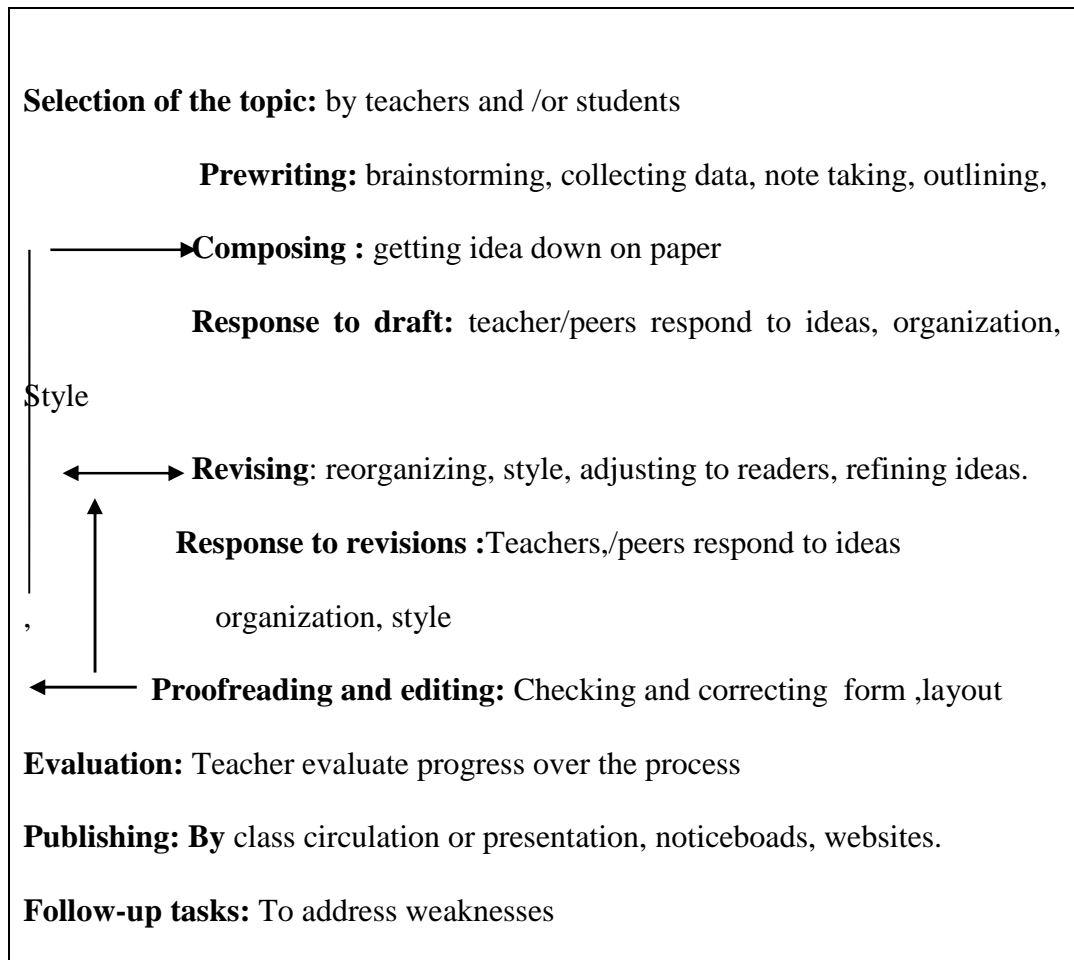 Selection of the topic: by teachers and /or students
Prewriting: brainstorming, collecting data, note taking, outlining,
Composing : getting idea down on paper
Response to draft: teacher/peers respond to ideas, organization,
Style
Revising: reorganizing, style, adjusting to readers, refining ideas.
Response to revisions :Teachers,/peers respond to ideas
, organization, style
Proofreading and editing: Checking and correcting form ,layout
Evaluation: Teacher evaluate progress over the process
Publishing: By class circulation or presentation, noticeboads, websites.
Follow-up tasks: To address weaknesses